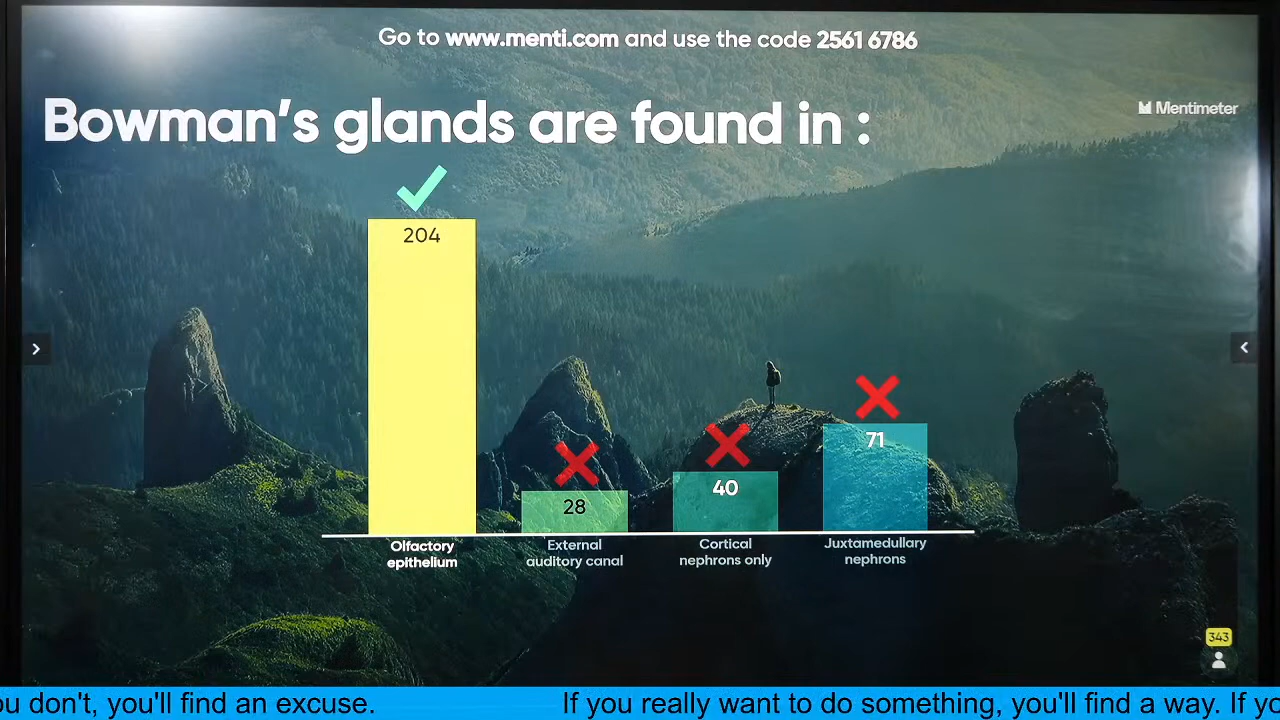 Go to www.menti.com and use the code 2561 6786
Bowman's glands are found in :
Mentimeter
204
28
40
71
Olfactory
epithelium
External
auditory canal
Cortical
nephrons only
Juxtamedullary
nephrons
343
ou don't, you'll find an excuse. If you really want to do something, you'll find a way. If yo